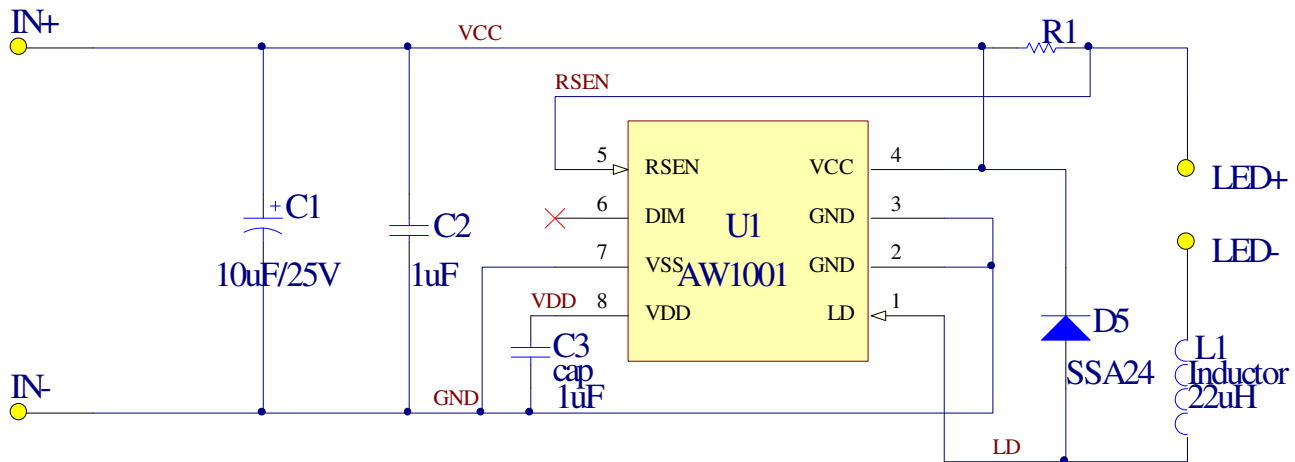 IN+
VCC
R1
RSEN
5
RSEN
VCC
4
LED+
C1
+
10uF/25V
C2
1uF
6
DIM
U1
GND
3
LED-
7
VSS
AW1001
GND
2
VDD
8
VDD
LD
1
D5
SSA24
C3
cap
1uF
L1
Inductor
22uH
IN-
GND
LD